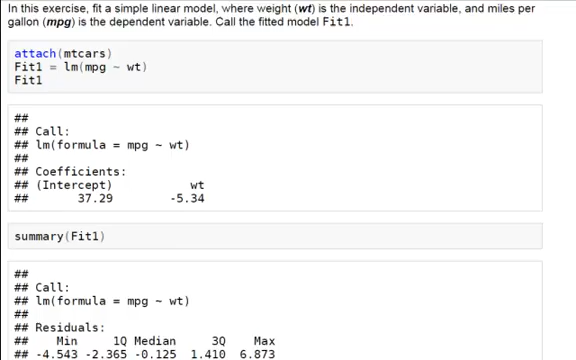 In this exercise, fit a simple linear model, where weight (wt) is the independent variable, and miles per
gallon (mpg) is the dependent variable. Call the fitted model Fit1.
attach(mtcars)
Fit1 = lm(mpg ~ wt)
Fit1
##
## Call:
## lm(formula = mpg ~ wt)
##
## Coefficients:
## (Intercept)           wt
##       37.29        -5.34
summary(Fit1)
##
## Call:
## lm(formula = mpg ~ wt)
##
## Residuals:
##    Min     1Q Median     3Q    Max
## -4.543 -2.365 -0.125  1.410  6.873